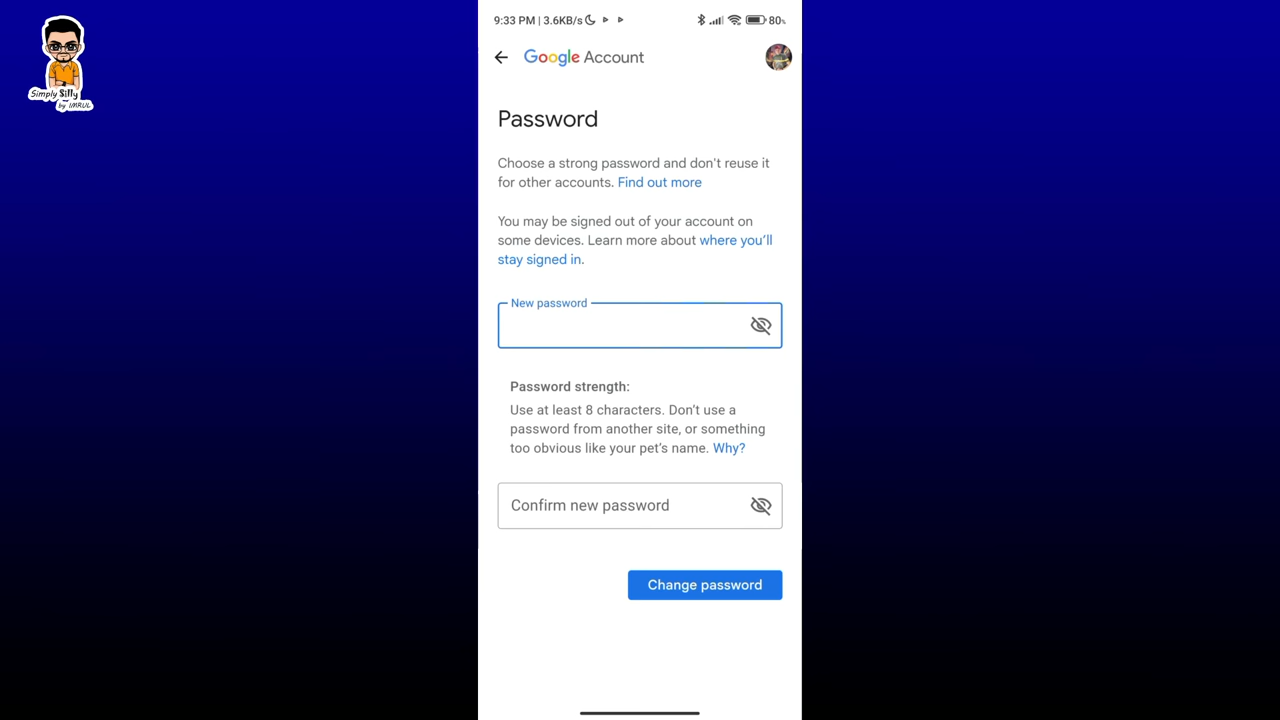 Simply Silly
by IMRUL
9:33 PM | 3.6KB/s
80%
Google Account
Password
Choose a strong password and don't reuse it
for other accounts. Find out more
You may be signed out of your account on
some devices. Learn more about where you'll
stay signed in.
New password
Password strength:
Use at least 8 characters. Don't use a
password from another site, or something
too obvious like your pet's name. Why?
Confirm new password
Change password